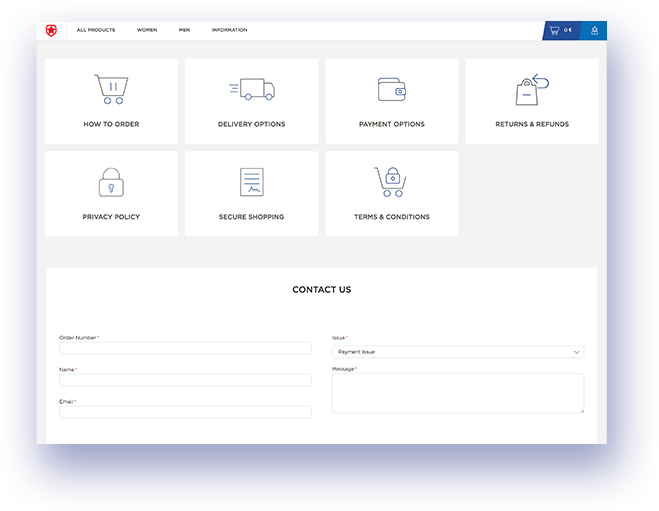 ALL PRODUCTS WOMEN MEN INFORMATION 0 €
HOW TO ORDER DELIVERY OPTIONS PAYMENT OPTIONS RETURNS & REFUNDS
PRIVACY POLICY SECURE SHOPPING TERMS & CONDITIONS
CONTACT US
Order Number*
Name*
Email*
Issue*
Payment Issue
Message*